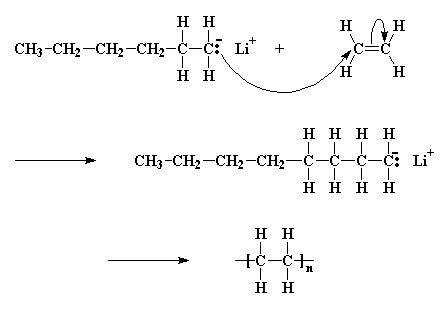 H H H H
CH₃–CH₂–CH₂–CH₂–C–C:⁻ Li⁺ + C=C
H H H H
H H H H
CH₃–CH₂–CH₂–CH₂–C–C–C–C:⁻ Li⁺
H H H H
H H
–[C–C–]ₙ
H H